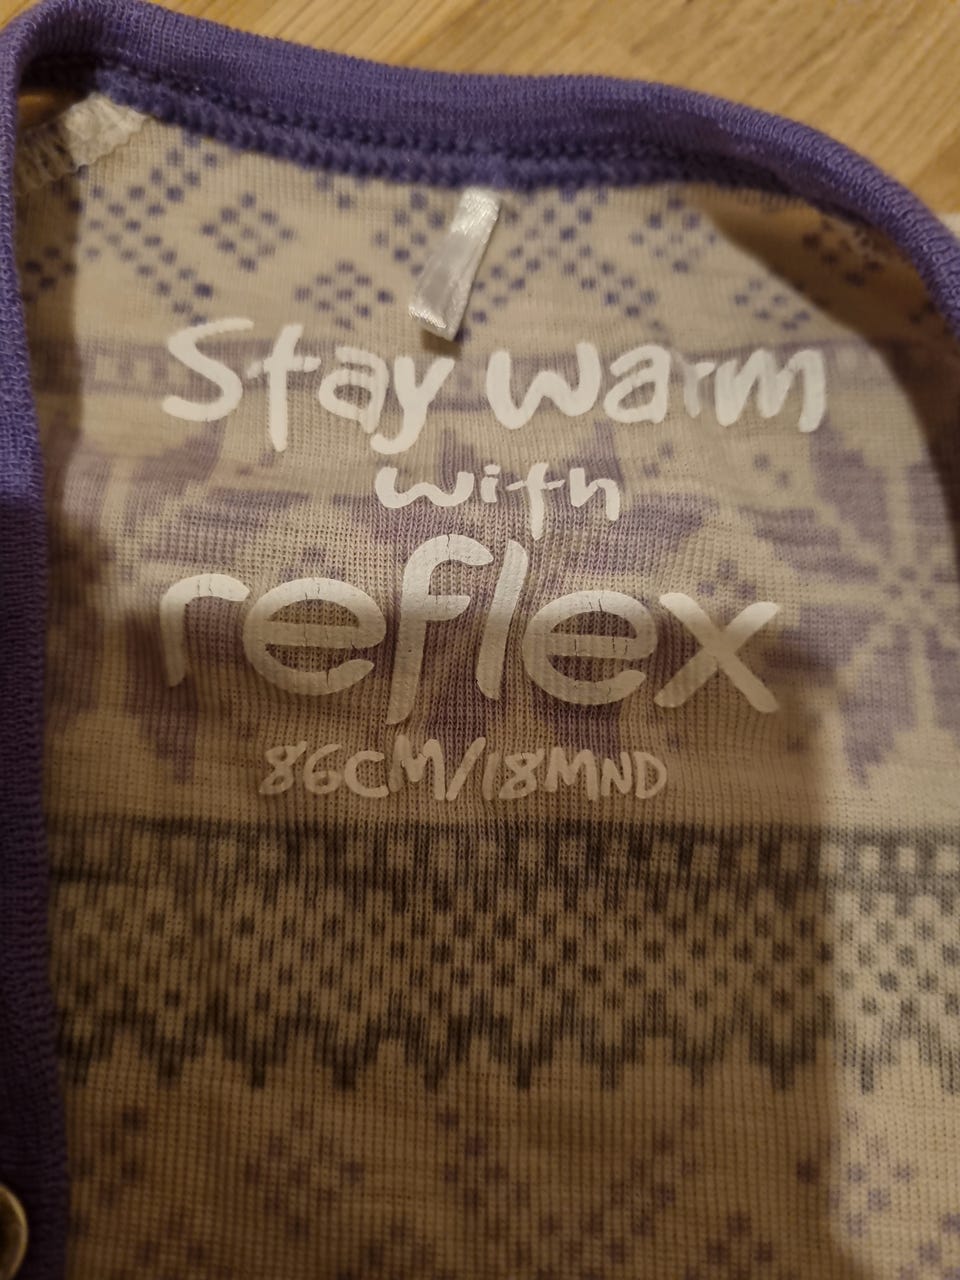 Stay warm
with
reflex
86CM/18MND